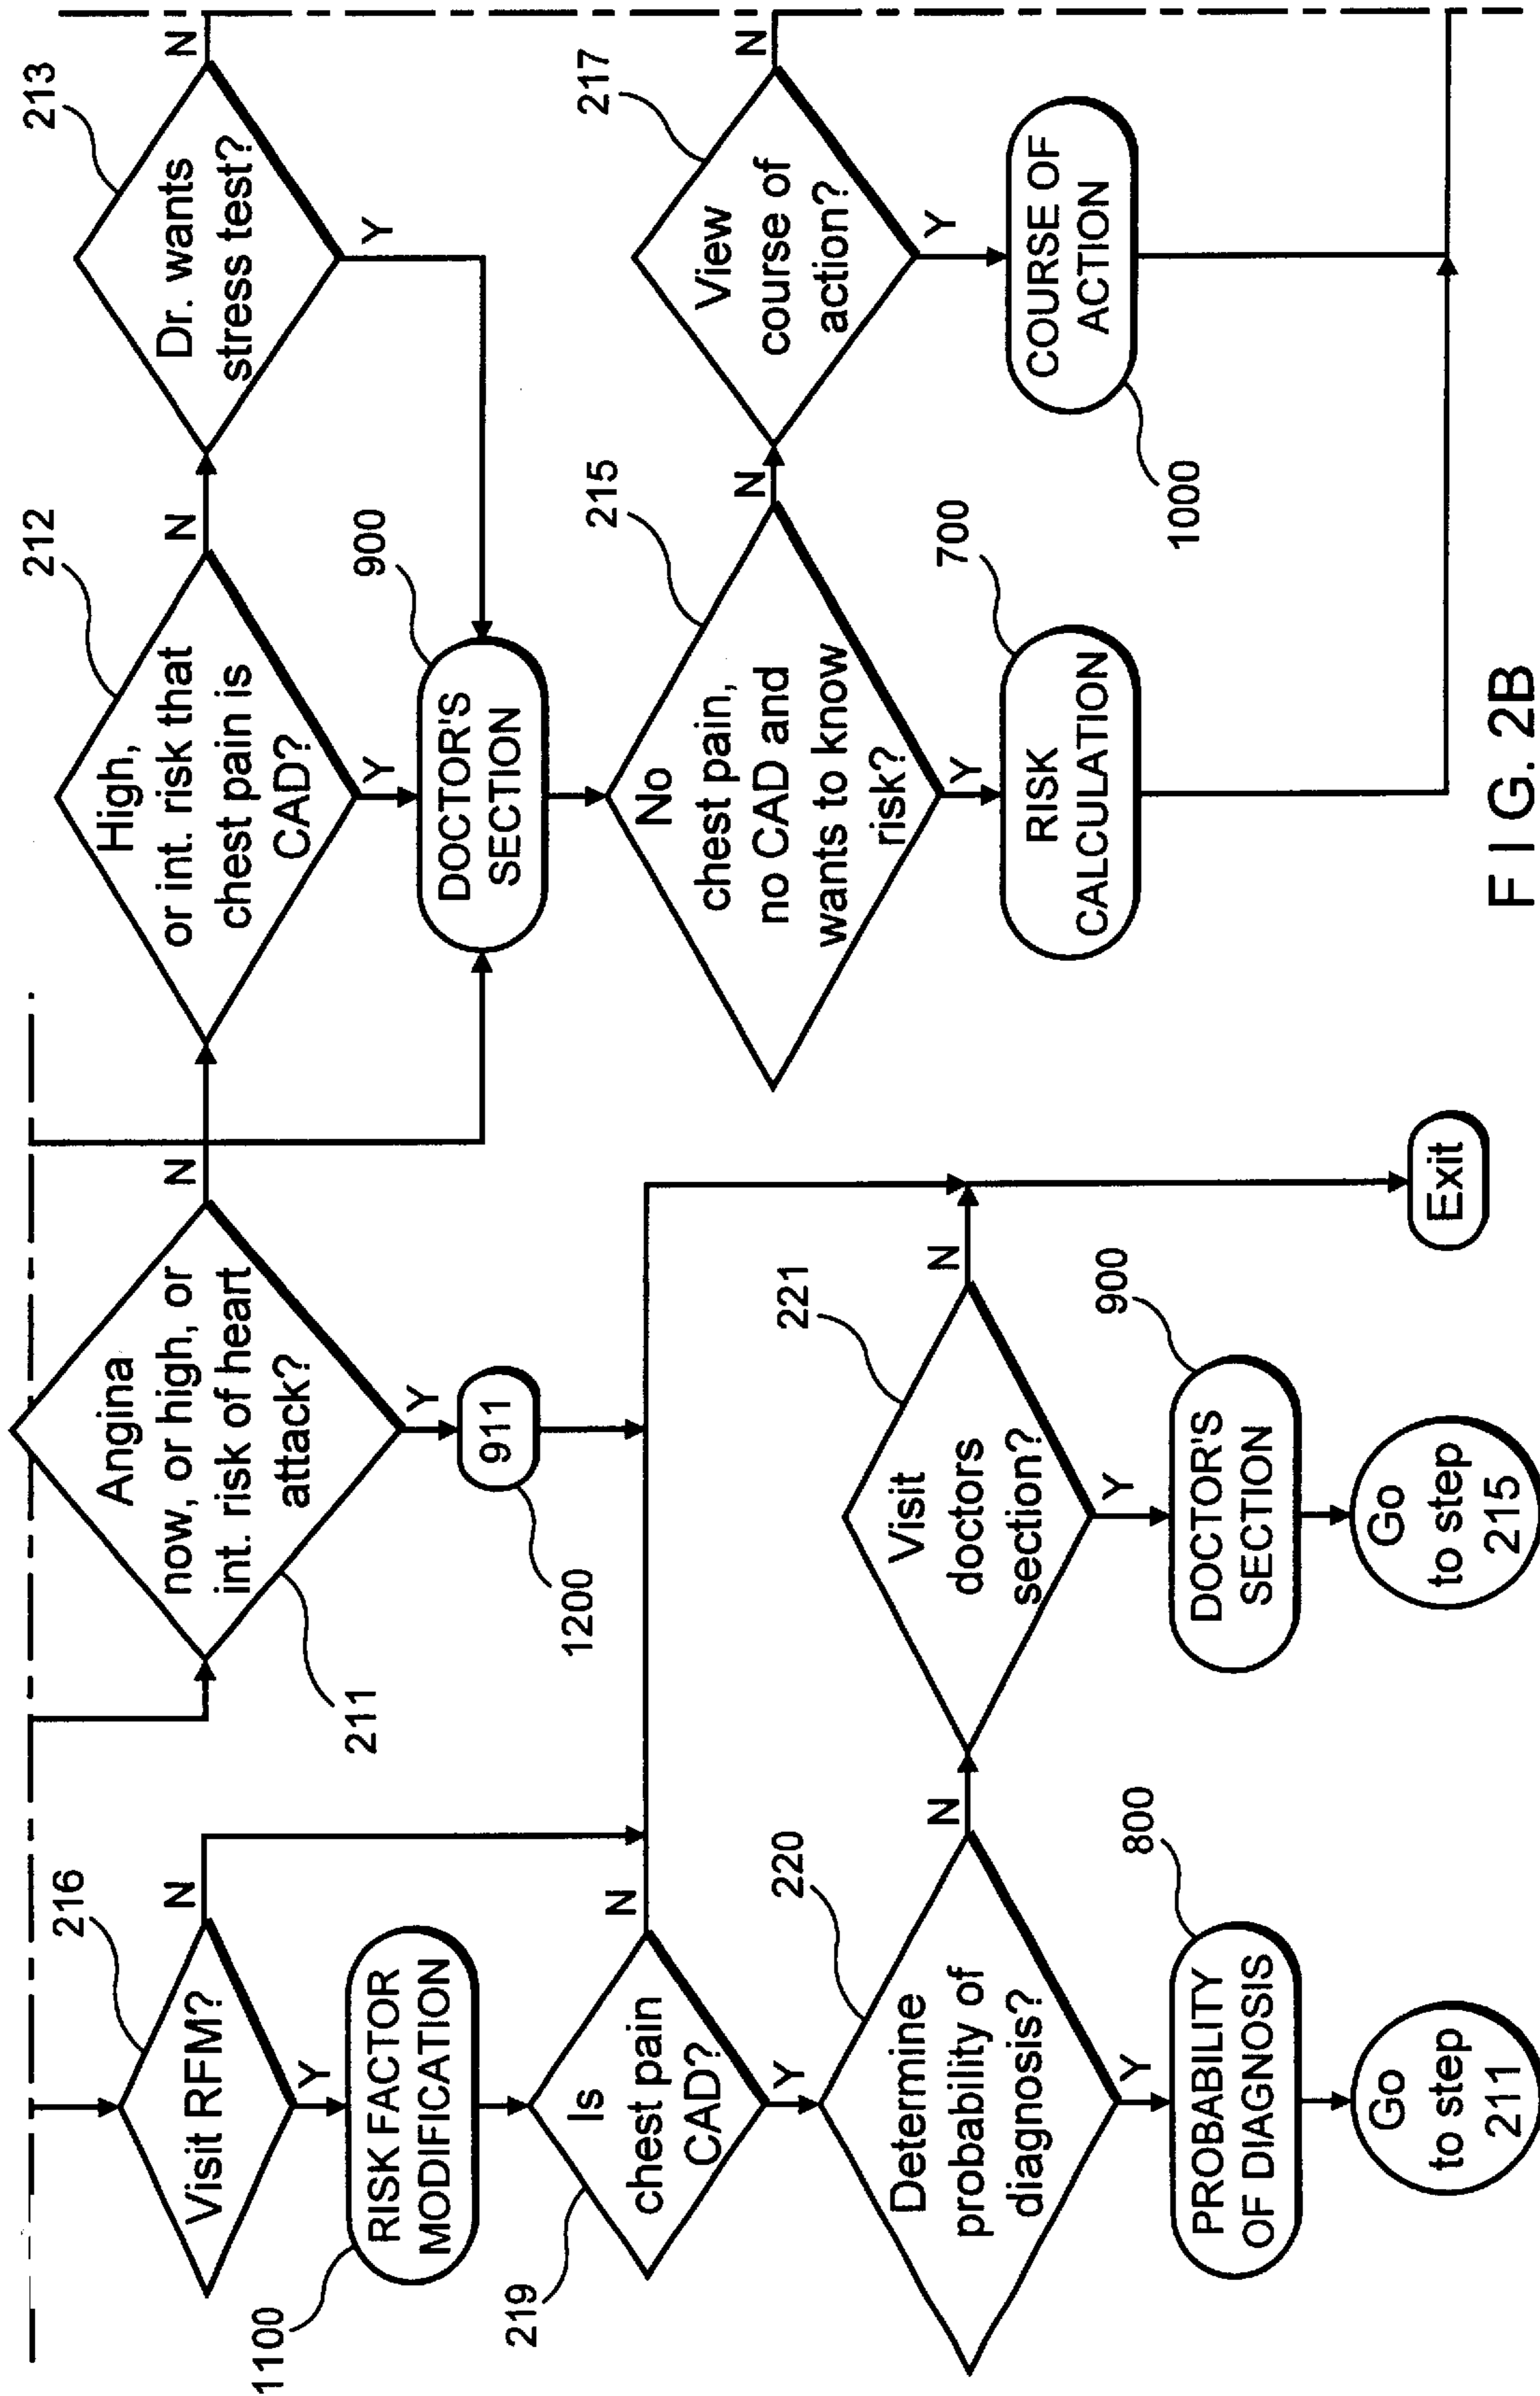 216
Visit RFM?
N
Y
1100
RISK FACTOR
MODIFICATION
219
Is
chest pain
CAD?
N
Y
220
Determine
probability of
diagnosis?
N
Y
800
PROBABILITY
OF DIAGNOSIS
Go
to step
211
211
Angina
now, or high, or
int. risk of heart
attack?
N
Y
911
1200
221
Visit
doctors
section?
N
Y
900
DOCTOR'S
SECTION
Go
to step
215
Exit
212
High,
or int. risk that
chest pain is
CAD?
N
Y
900
DOCTOR'S
SECTION
213
Dr. wants
stress test?
N
Y
215
No
chest pain,
no CAD and
wants to know
risk?
N
Y
700
RISK
CALCULATION
217
View
course of
action?
N
Y
COURSE OF
ACTION
1000
FIG. 2B